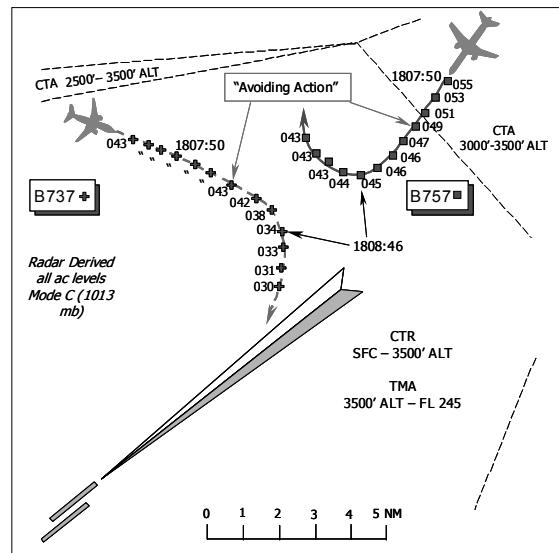 CTA 2500'– 3500' ALT
"Avoiding Action"
1807:50
055
053
051
049
047
046
046
045
044
043
043
043
CTA
3000'-3500' ALT
043
1807:50
" " " " " "
043
042
038
034
033
031
030
B737
B757
1808:46
Radar Derived
all ac levels
Mode C (1013
mb)
CTR
SFC – 3500' ALT
TMA
3500' ALT – FL 245
0 1 2 3 4 5 NM